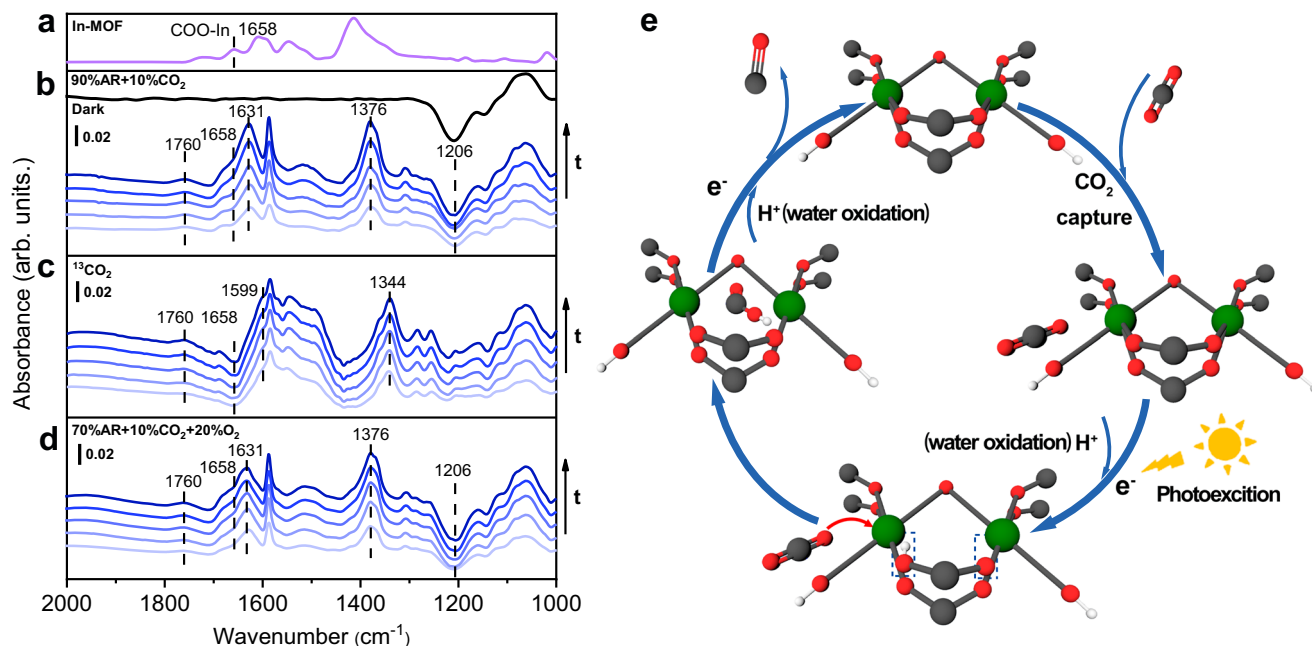 a
In-MOF
COO-In
1658
b
90%AR+10%CO₂
Dark
0.02
1760
1658
1631
1376
1206
t
c
¹³CO₂
0.02
1760
1658
1599
1344
t
d
70%AR+10%CO₂+20%O₂
0.02
1760
1658
1631
1376
1206
t
2000
1800
1600
1400
1200
1000
Wavenumber (cm⁻¹)
Absorbance (arb. units.)
e
e⁻
H⁺ (water oxidation)
CO₂
capture
(water oxidation) H⁺
e⁻
Photoexcition